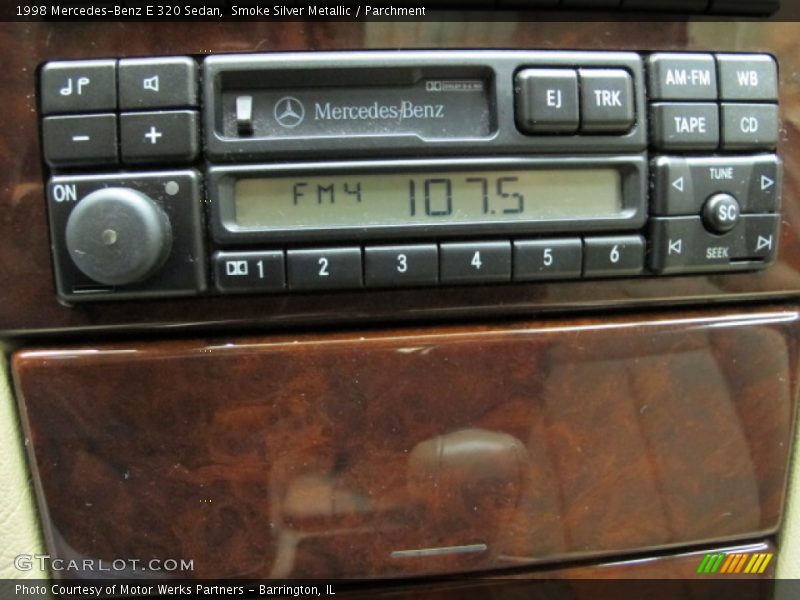 1998 Mercedes-Benz E 320 Sedan, Smoke Silver Metallic / Parchment
Mercedes-Benz
EJ
TRK
AM-FM
WB
TAPE
CD
−
+
ON
FM4 107.5
TUNE
SC
SEEK
1
2
3
4
5
6
GTCARLOT.COM
Photo Courtesy of Motor Werks Partners - Barrington, IL